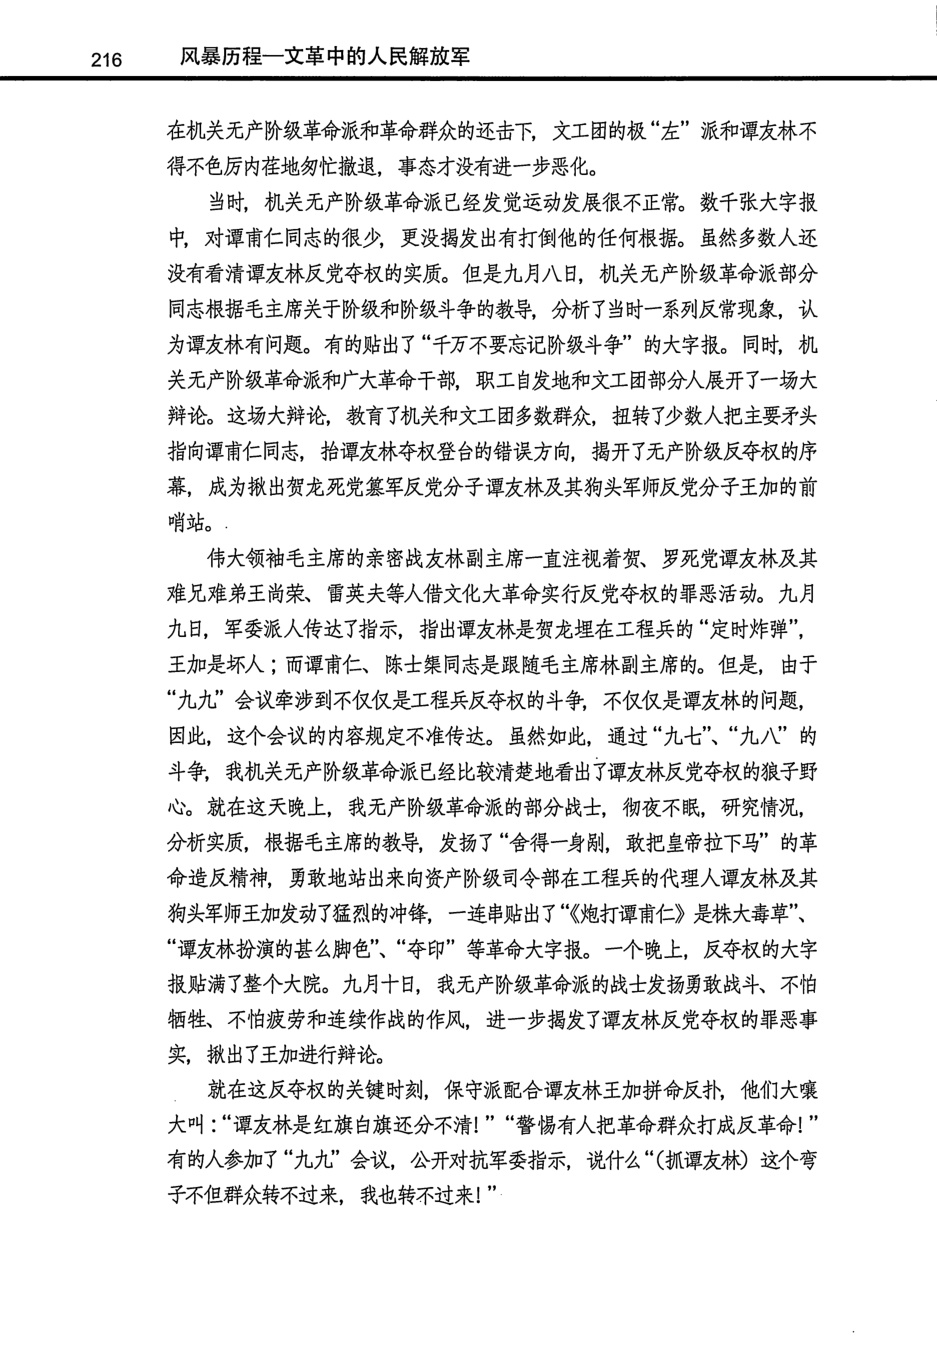 216 风暴历程—文革中的人民解放军
在机关无产阶级革命派和革命群众的还击下，文工团的极“左”派和谭友林不
得不色厉内荏地匆忙撤退，事态才没有进一步恶化。
当时，机关无产阶级革命派已经发觉运动发展很不正常。数千张大字报
中，对谭甫仁同志的很少，更没揭发出有打倒他的任何根据。虽然多数人还
没有看清谭友林反党夺权的实质。但是九月八日，机关无产阶级革命派部分
同志根据毛主席关于阶级和阶级斗争的教导，分析了当时一系列反常现象，认
为谭友林有问题。有的贴出了“千万不要忘记阶级斗争”的大字报。同时，机
关无产阶级革命派和广大革命干部，职工自发地和文工团部分人展开了一场大
辩论。这场大辩论，教育了机关和文工团多数群众，扭转了少数人把主要矛头
指向谭甫仁同志，抬谭友林夺权登台的错误方向，揭开了无产阶级反夺权的序
幕，成为揪出贺龙死党篡军反党分子谭友林及其狗头军师反党分子王加的前
哨站。
伟大领袖毛主席的亲密战友林副主席一直注视着贺、罗死党谭友林及其
难兄难弟王尚荣、雷英夫等人借文化大革命实行反党夺权的罪恶活动。九月
九日，军委派人传达了指示，指出谭友林是贺龙埋在工程兵的“定时炸弹”，
王加是坏人；而谭甫仁、陈士榘同志是跟随毛主席林副主席的。但是，由于
“九九”会议牵涉到不仅仅是工程兵反夺权的斗争，不仅仅是谭友林的问题，
因此，这个会议的内容规定不准传达。虽然如此，通过“九七”、“九八”的
斗争，我机关无产阶级革命派已经比较清楚地看出了谭友林反党夺权的狼子野
心。就在这天晚上，我无产阶级革命派的部分战士，彻夜不眠，研究情况，
分析实质，根据毛主席的教导，发扬了“舍得一身剐，敢把皇帝拉下马”的革
命造反精神，勇敢地站出来向资产阶级司令部在工程兵的代理人谭友林及其
狗头军师王加发动了猛烈的冲锋，一连串贴出了“《炮打谭甫仁》是株大毒草”、
“谭友林扮演的甚么脚色”、“夺印”等革命大字报。一个晚上，反夺权的大字
报贴满了整个大院。九月十日，我无产阶级革命派的战士发扬勇敢战斗、不怕
牺牲、不怕疲劳和连续作战的作风，进一步揭发了谭友林反党夺权的罪恶事
实，揪出了王加进行辩论。
就在这反夺权的关键时刻，保守派配合谭友林王加拼命反扑，他们大嚷
大叫：“谭友林是红旗白旗还分不清！”“警惕有人把革命群众打成反革命！”
有的人参加了“九九”会议，公开对抗军委指示，说什么“（抓谭友林）这个弯
子不但群众转不过来，我也转不过来！”